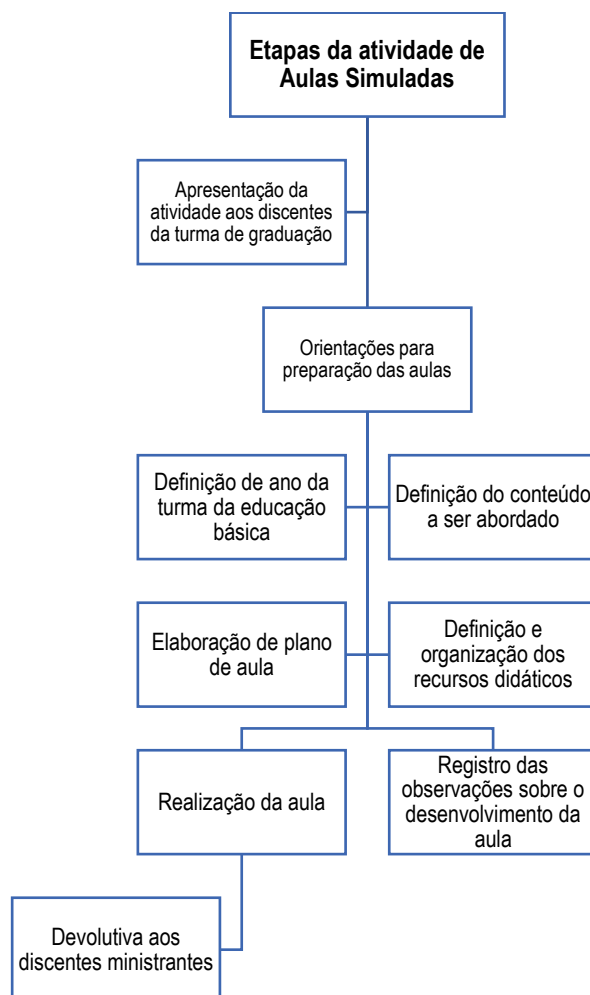 Etapas da atividade de
Aulas Simuladas
Apresentação da
atividade aos discentes
da turma de graduação
Orientações para
preparação das aulas
Definição de ano da
turma da educação
básica
Definição do conteúdo
a ser abordado
Elaboração de plano
de aula
Definição e
organização dos
recursos didáticos
Realização da aula
Registro das
observações sobre o
desenvolvimento da
aula
Devolutiva aos
discentes ministrantes